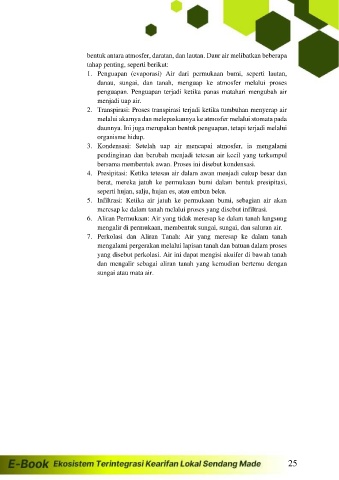 bentuk antara atmosfer, daratan, dan lautan. Daur air melibatkan beberapa
tahap penting, seperti berikut:
1. Penguapan (evaporasi) Air dari permukaan bumi, seperti lautan,
danau, sungai, dan tanah, menguap ke atmosfer melalui proses
penguapan. Penguapan terjadi ketika panas matahari mengubah air
menjadi uap air.
2. Transpirasi: Proses transpirasi terjadi ketika tumbuhan menyerap air
melalui akarnya dan melepaskannya ke atmosfer melalui stomata pada
daunnya. Ini juga merupakan bentuk penguapan, tetapi terjadi melalui
organisme hidup.
3. Kondensasi: Setelah uap air mencapai atmosfer, ia mengalami
pendinginan dan berubah menjadi tetesan air kecil yang terkumpul
bersama membentuk awan. Proses ini disebut kondensasi.
4. Presipitasi: Ketika tetesan air dalam awan menjadi cukup besar dan
berat, mereka jatuh ke permukaan bumi dalam bentuk presipitasi,
seperti hujan, salju, hujan es, atau embun beku.
5. Infiltrasi: Ketika air jatuh ke permukaan bumi, sebagian air akan
meresap ke dalam tanah melalui proses yang disebut infiltrasi.
6. Aliran Permukaan: Air yang tidak meresap ke dalam tanah langsung
mengalir di permukaan, membentuk sungai, sungai, dan saluran air.
7. Perkolasi dan Aliran Tanah: Air yang meresap ke dalam tanah
mengalami pergerakan melalui lapisan tanah dan batuan dalam proses
yang disebut perkolasi. Air ini dapat mengisi akuifer di bawah tanah
dan mengalir sebagai aliran tanah yang kemudian bertemu dengan
sungai atau mata air.
E-Book Ekosistem Terintegrasi Kearifan Lokal Sendang Made 25